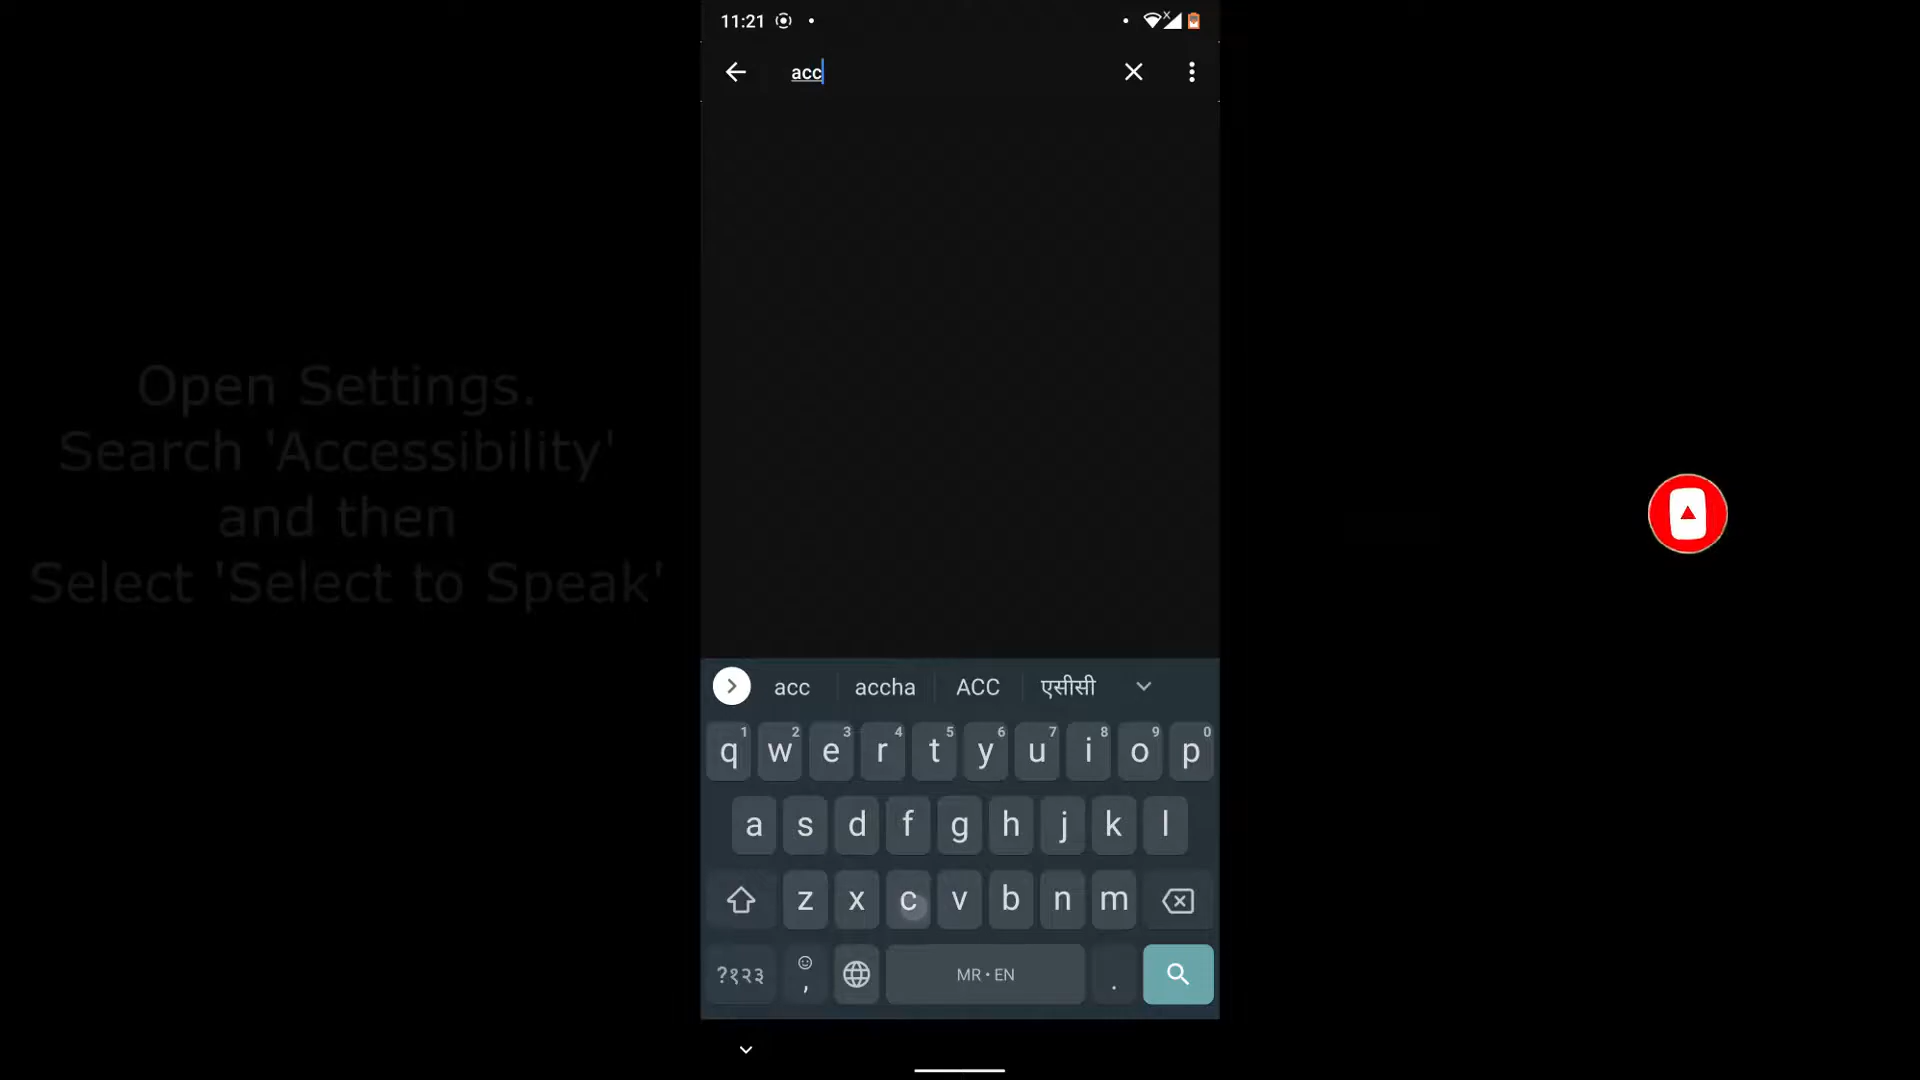 11:21
acc
Open Settings.
Search 'Accessibility'
and then
Select 'Select to Speak'
acc accha ACC एसीसी
1 2 3 4 5 6 7 8 9 0
q w e r t y u i o p
a s d f g h j k l
z x c v b n m
?१२३ , MR • EN .